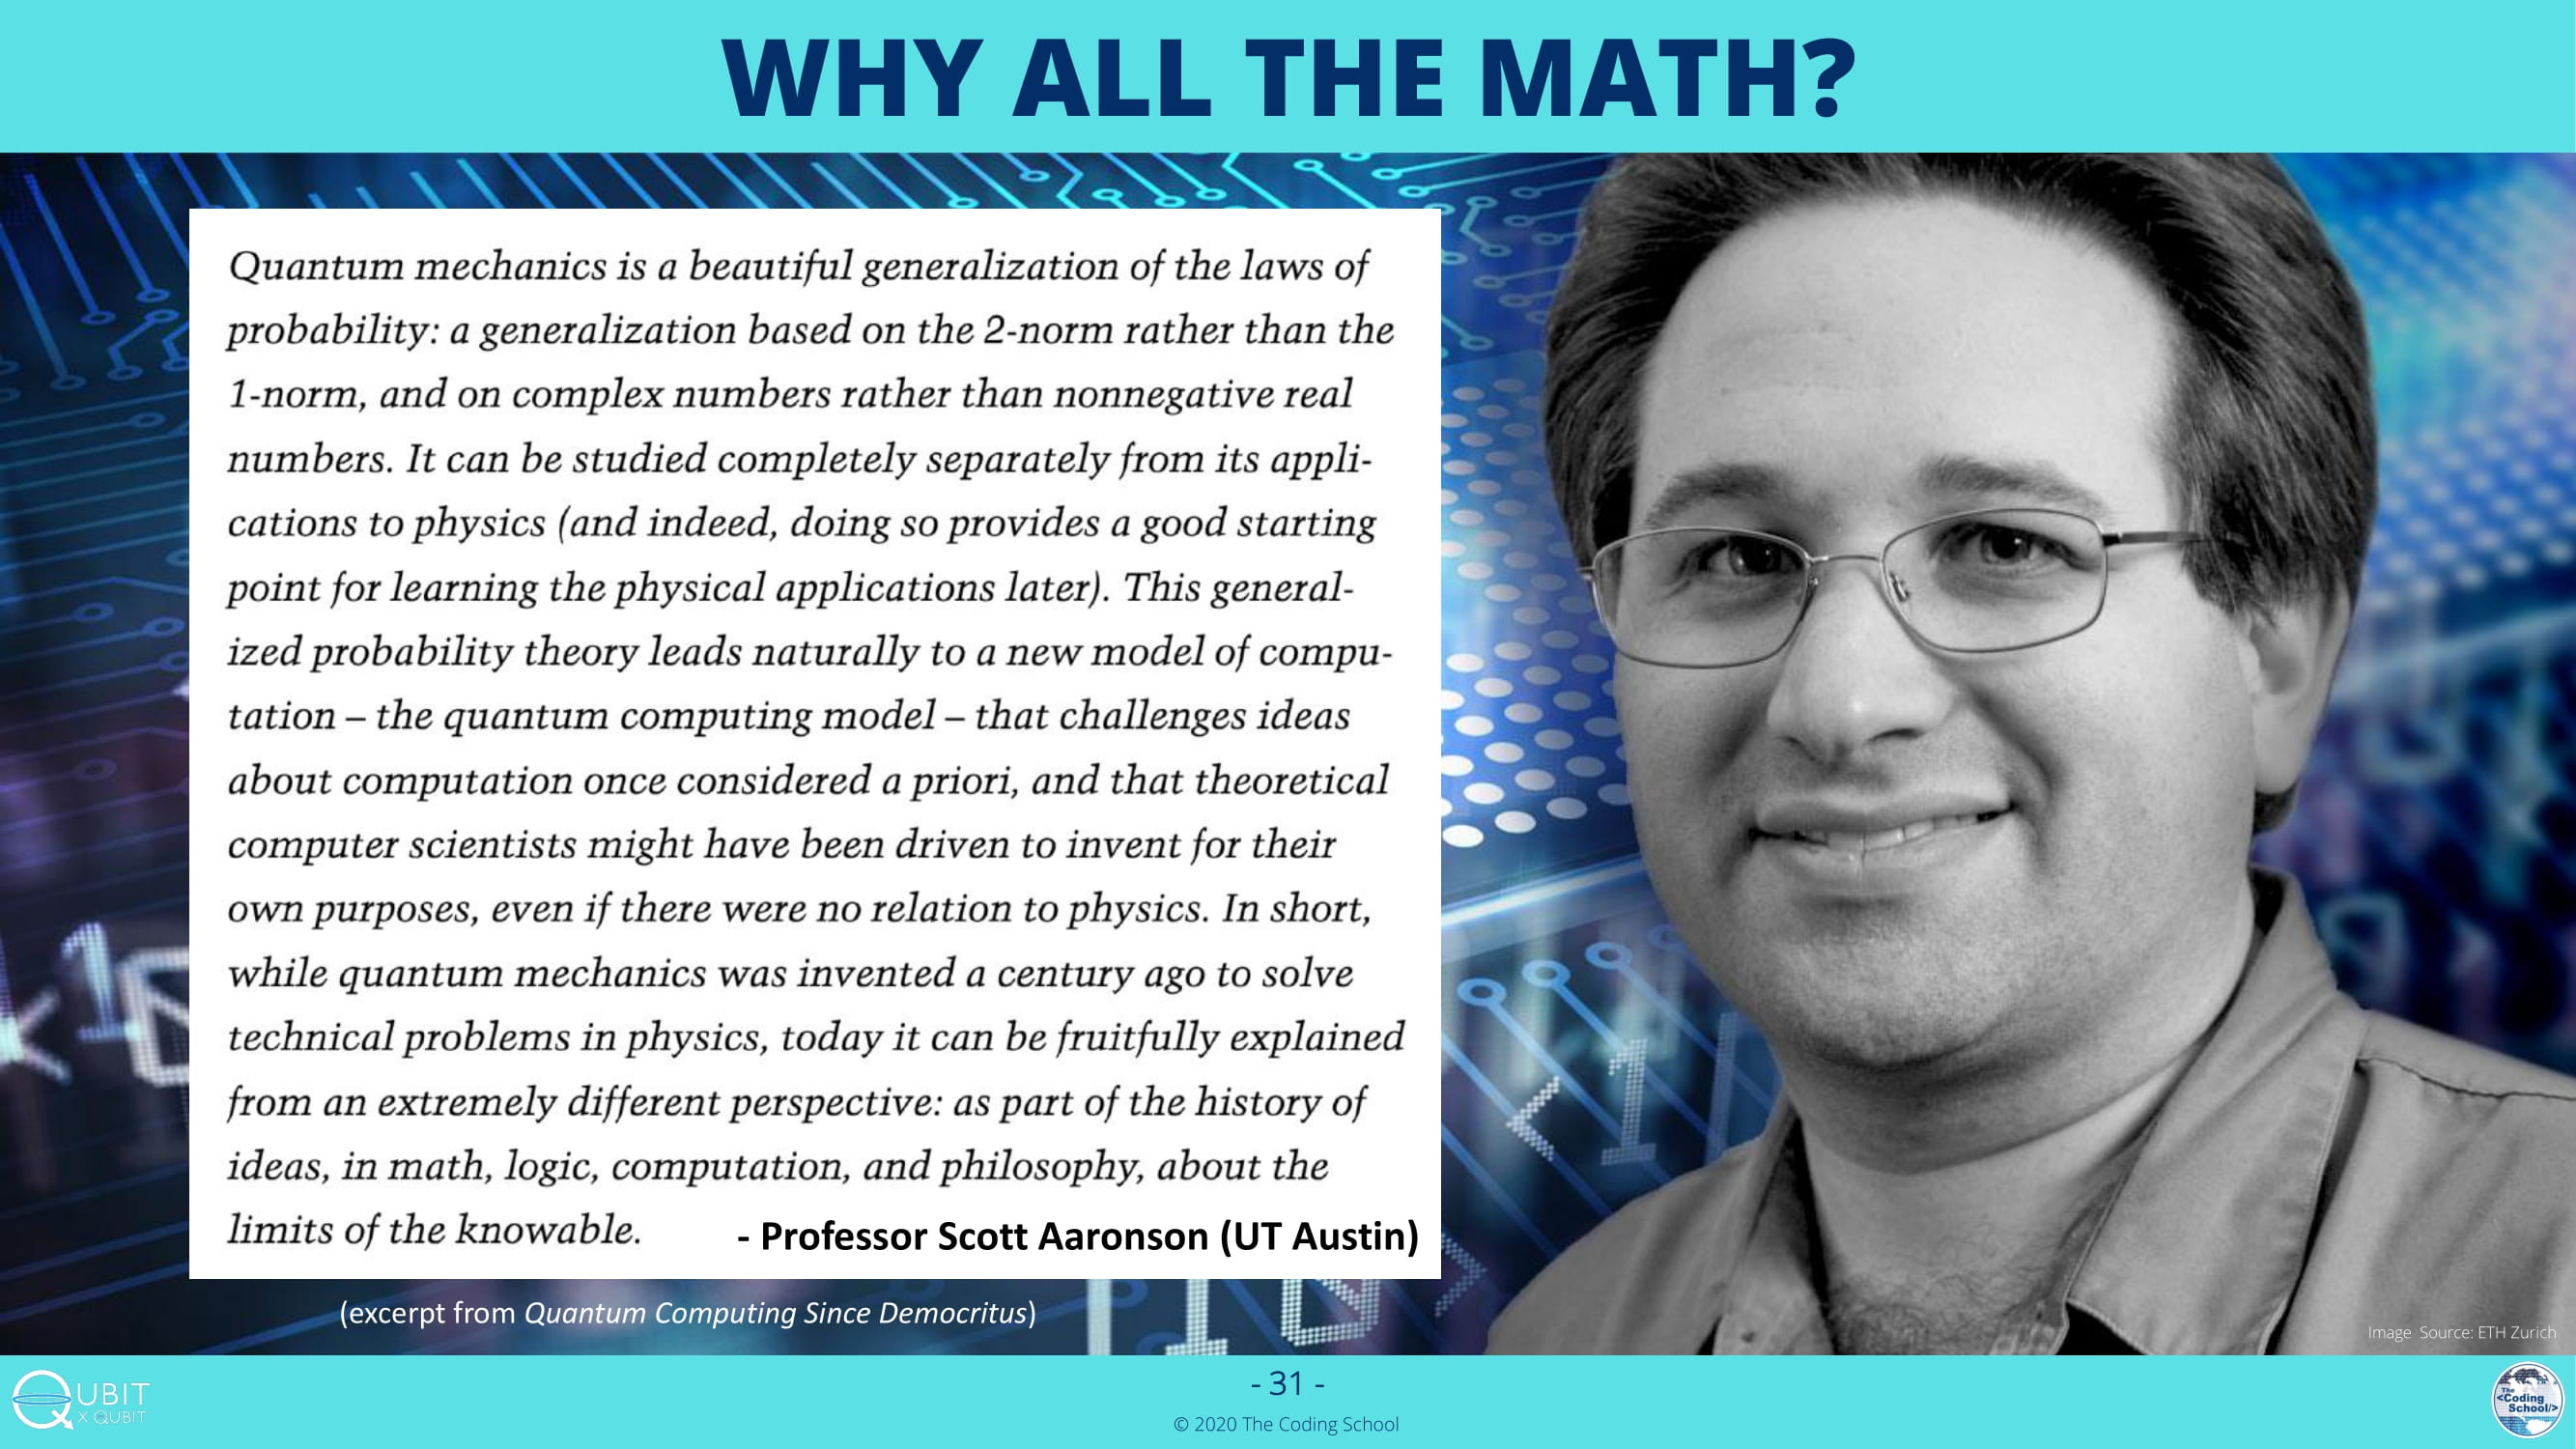 WHY ALL THE MATH?
Quantum mechanics is a beautiful generalization of the laws of
probability: a generalization based on the 2-norm rather than the
1-norm, and on complex numbers rather than nonnegative real
numbers. It can be studied completely separately from its appli-
cations to physics (and indeed, doing so provides a good starting
point for learning the physical applications later). This general-
ized probability theory leads naturally to a new model of compu-
tation – the quantum computing model – that challenges ideas
about computation once considered a priori, and that theoretical
computer scientists might have been driven to invent for their
own purposes, even if there were no relation to physics. In short,
while quantum mechanics was invented a century ago to solve
technical problems in physics, today it can be fruitfully explained
from an extremely different perspective: as part of the history of
ideas, in math, logic, computation, and philosophy, about the
limits of the knowable.
- Professor Scott Aaronson (UT Austin)
(excerpt from Quantum Computing Since Democritus)
Image Source: ETH Zurich
QUBIT
X QUBIT
- 31 -
© 2020 The Coding School
The
<Coding
School/>